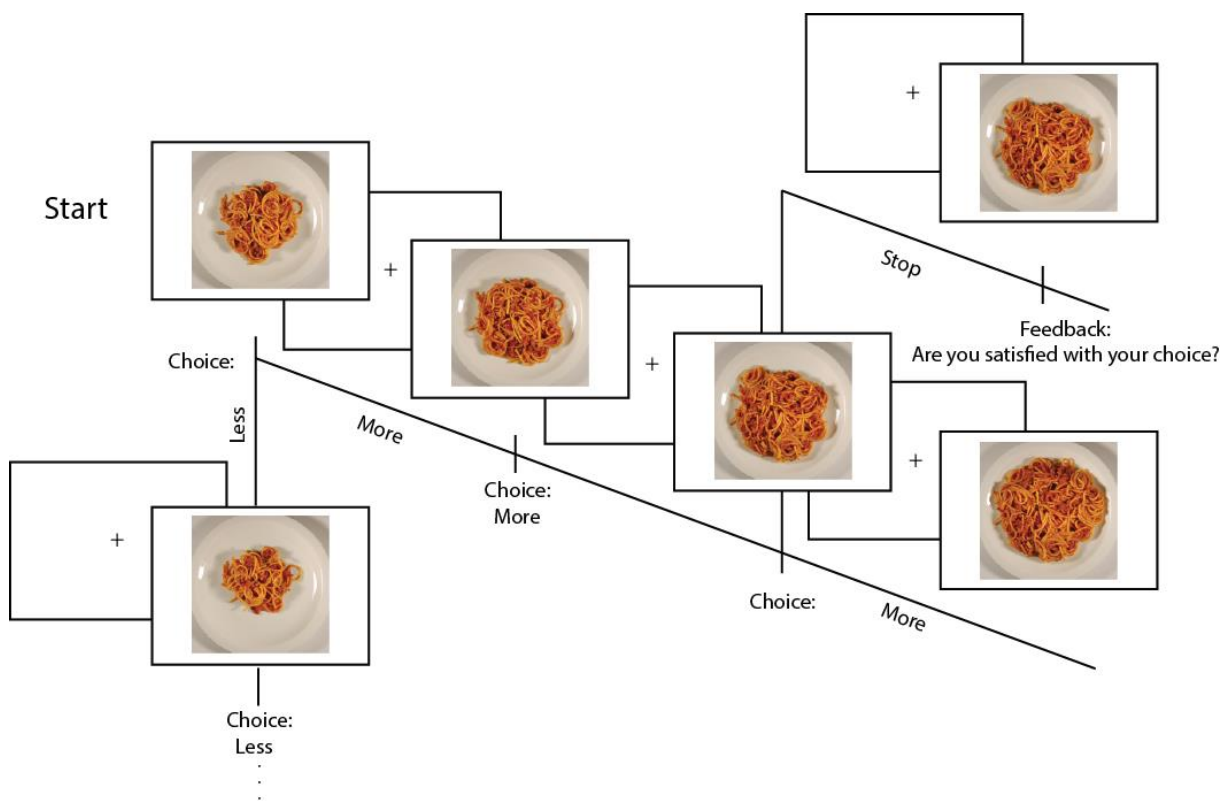 Start
Choice:
Less
More
Choice:
More
Stop
Feedback:
Are you satisfied with your choice?
Choice:
More
Choice:
Less